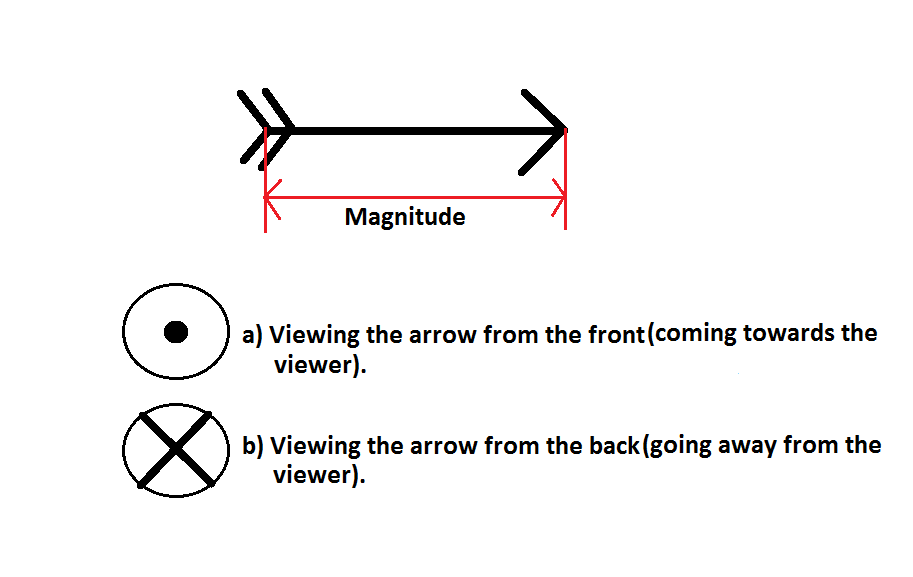 Magnitude
a) Viewing the arrow from the front(coming towards the
viewer).
b) Viewing the arrow from the back(going away from the
viewer).